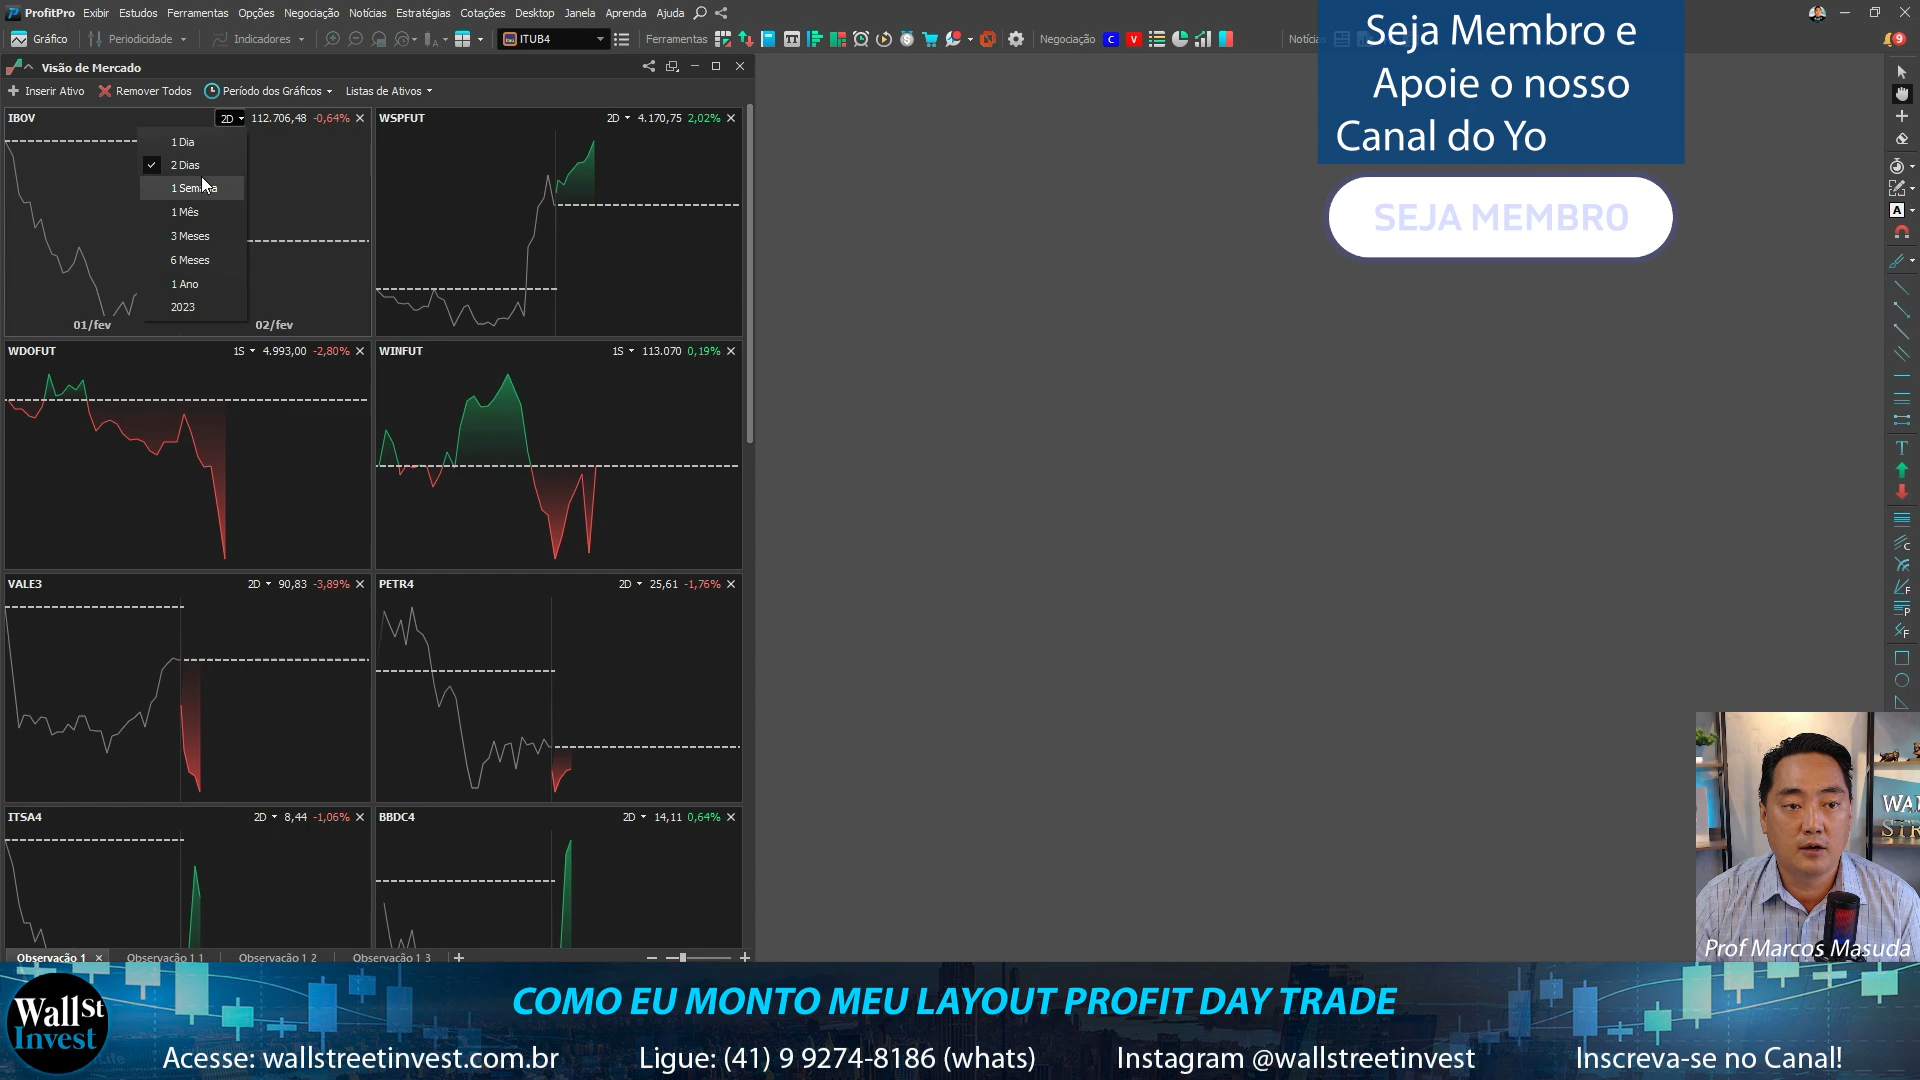 ProfitPro Exibir Estudos Ferramentas Opções Negociação Notícias Estratégias Cotações Desktop Janela Aprenda Ajuda
Gráfico Periodicidade Indicadores ITUB4 Ferramentas Negociação C V 9
Visão de Mercado
Inserir Ativo Remover Todos Período dos Gráficos Listas de Ativos
IBOV 2D 112.706,48 -0,64%
WSPFUT 2D 4.170,75 2,02%
1 Dia
2 Dias
1 Semana
1 Mês
3 Meses
6 Meses
1 Ano
2023
01/fev 02/fev
WDOFUT 1S 4.993,00 -2,80%
WINFUT 1S 113.070 0,19%
VALE3 2D 90,83 -3,89%
PETR4 2D 25,61 -1,76%
ITSA4 2D 8,44 -1,06%
BBDC4 2D 14,11 0,64%
Observação 1 Observação 1 1 Observação 1 2 Observação 1 3
Seja Membro e
Apoie o nosso
Canal do Yo
SEJA MEMBRO
Prof Marcos Masuda
Wall St
Invest
COMO EU MONTO MEU LAYOUT PROFIT DAY TRADE
Acesse: wallstreetinvest.com.br Ligue: (41) 9 9274-8186 (whats) Instagram @wallstreetinvest Inscreva-se no Canal!